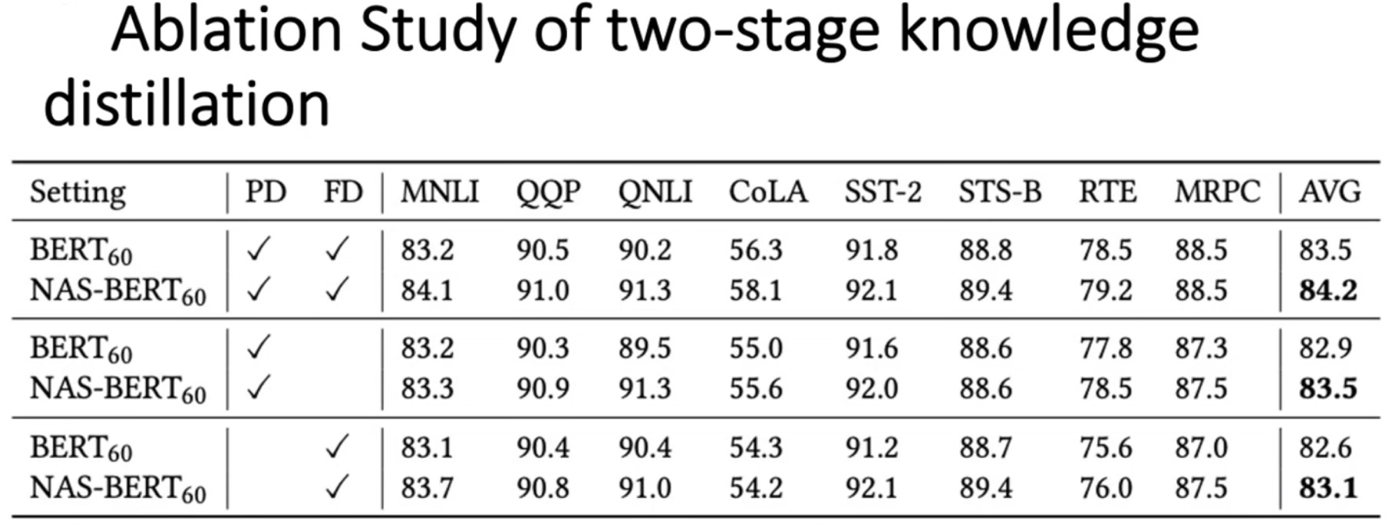 Ablation Study of two-stage knowledge
distillation
Setting PD FD MNLI QQP QNLI CoLA SST-2 STS-B RTE MRPC AVG
BERT₆₀ ✓ ✓ 83.2 90.5 90.2 56.3 91.8 88.8 78.5 88.5 83.5
NAS-BERT₆₀ ✓ ✓ 84.1 91.0 91.3 58.1 92.1 89.4 79.2 88.5 84.2
BERT₆₀ ✓ 83.2 90.3 89.5 55.0 91.6 88.6 77.8 87.3 82.9
NAS-BERT₆₀ ✓ 83.3 90.9 91.3 55.6 92.0 88.6 78.5 87.5 83.5
BERT₆₀ ✓ 83.1 90.4 90.4 54.3 91.2 88.7 75.6 87.0 82.6
NAS-BERT₆₀ ✓ 83.7 90.8 91.0 54.2 92.1 89.4 76.0 87.5 83.1